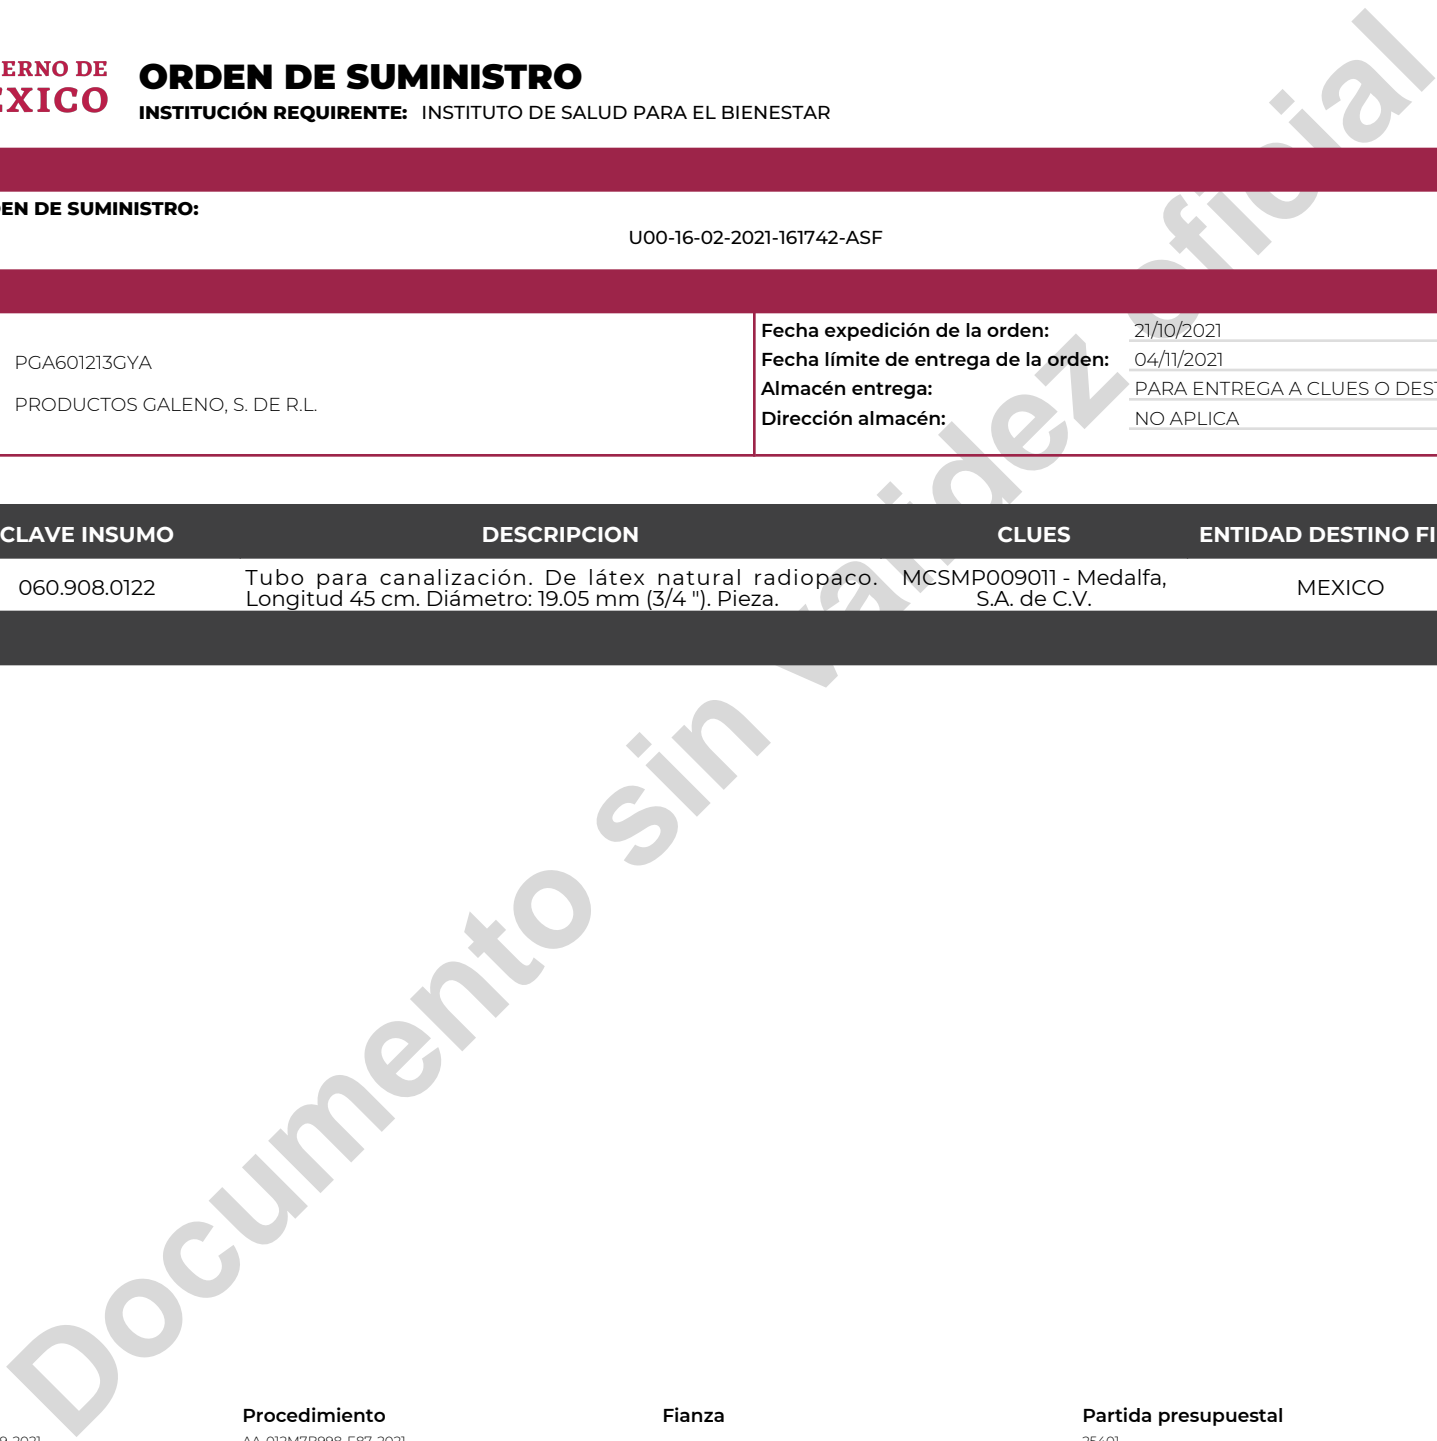 ERNO DE
XICO
ORDEN DE SUMINISTRO
INSTITUCIÓN REQUIRENTE: INSTITUTO DE SALUD PARA EL BIENESTAR
EN DE SUMINISTRO:
U00-16-02-2021-161742-ASF
PGA601213GYA
PRODUCTOS GALENO, S. DE R.L.
Fecha expedición de la orden: 21/10/2021
Fecha límite de entrega de la orden: 04/11/2021
Almacén entrega: PARA ENTREGA A CLUES O DEST
Dirección almacén: NO APLICA
CLAVE INSUMO DESCRIPCION CLUES ENTIDAD DESTINO FI
060.908.0122
Tubo para canalización. De látex natural radiopaco.
Longitud 45 cm. Diámetro: 19.05 mm (3/4 "). Pieza.
MCSMP009011 - Medalfa,
S.A. de C.V.
MEXICO
Documento sin validez oficial
Procedimiento Fianza Partida presupuestal